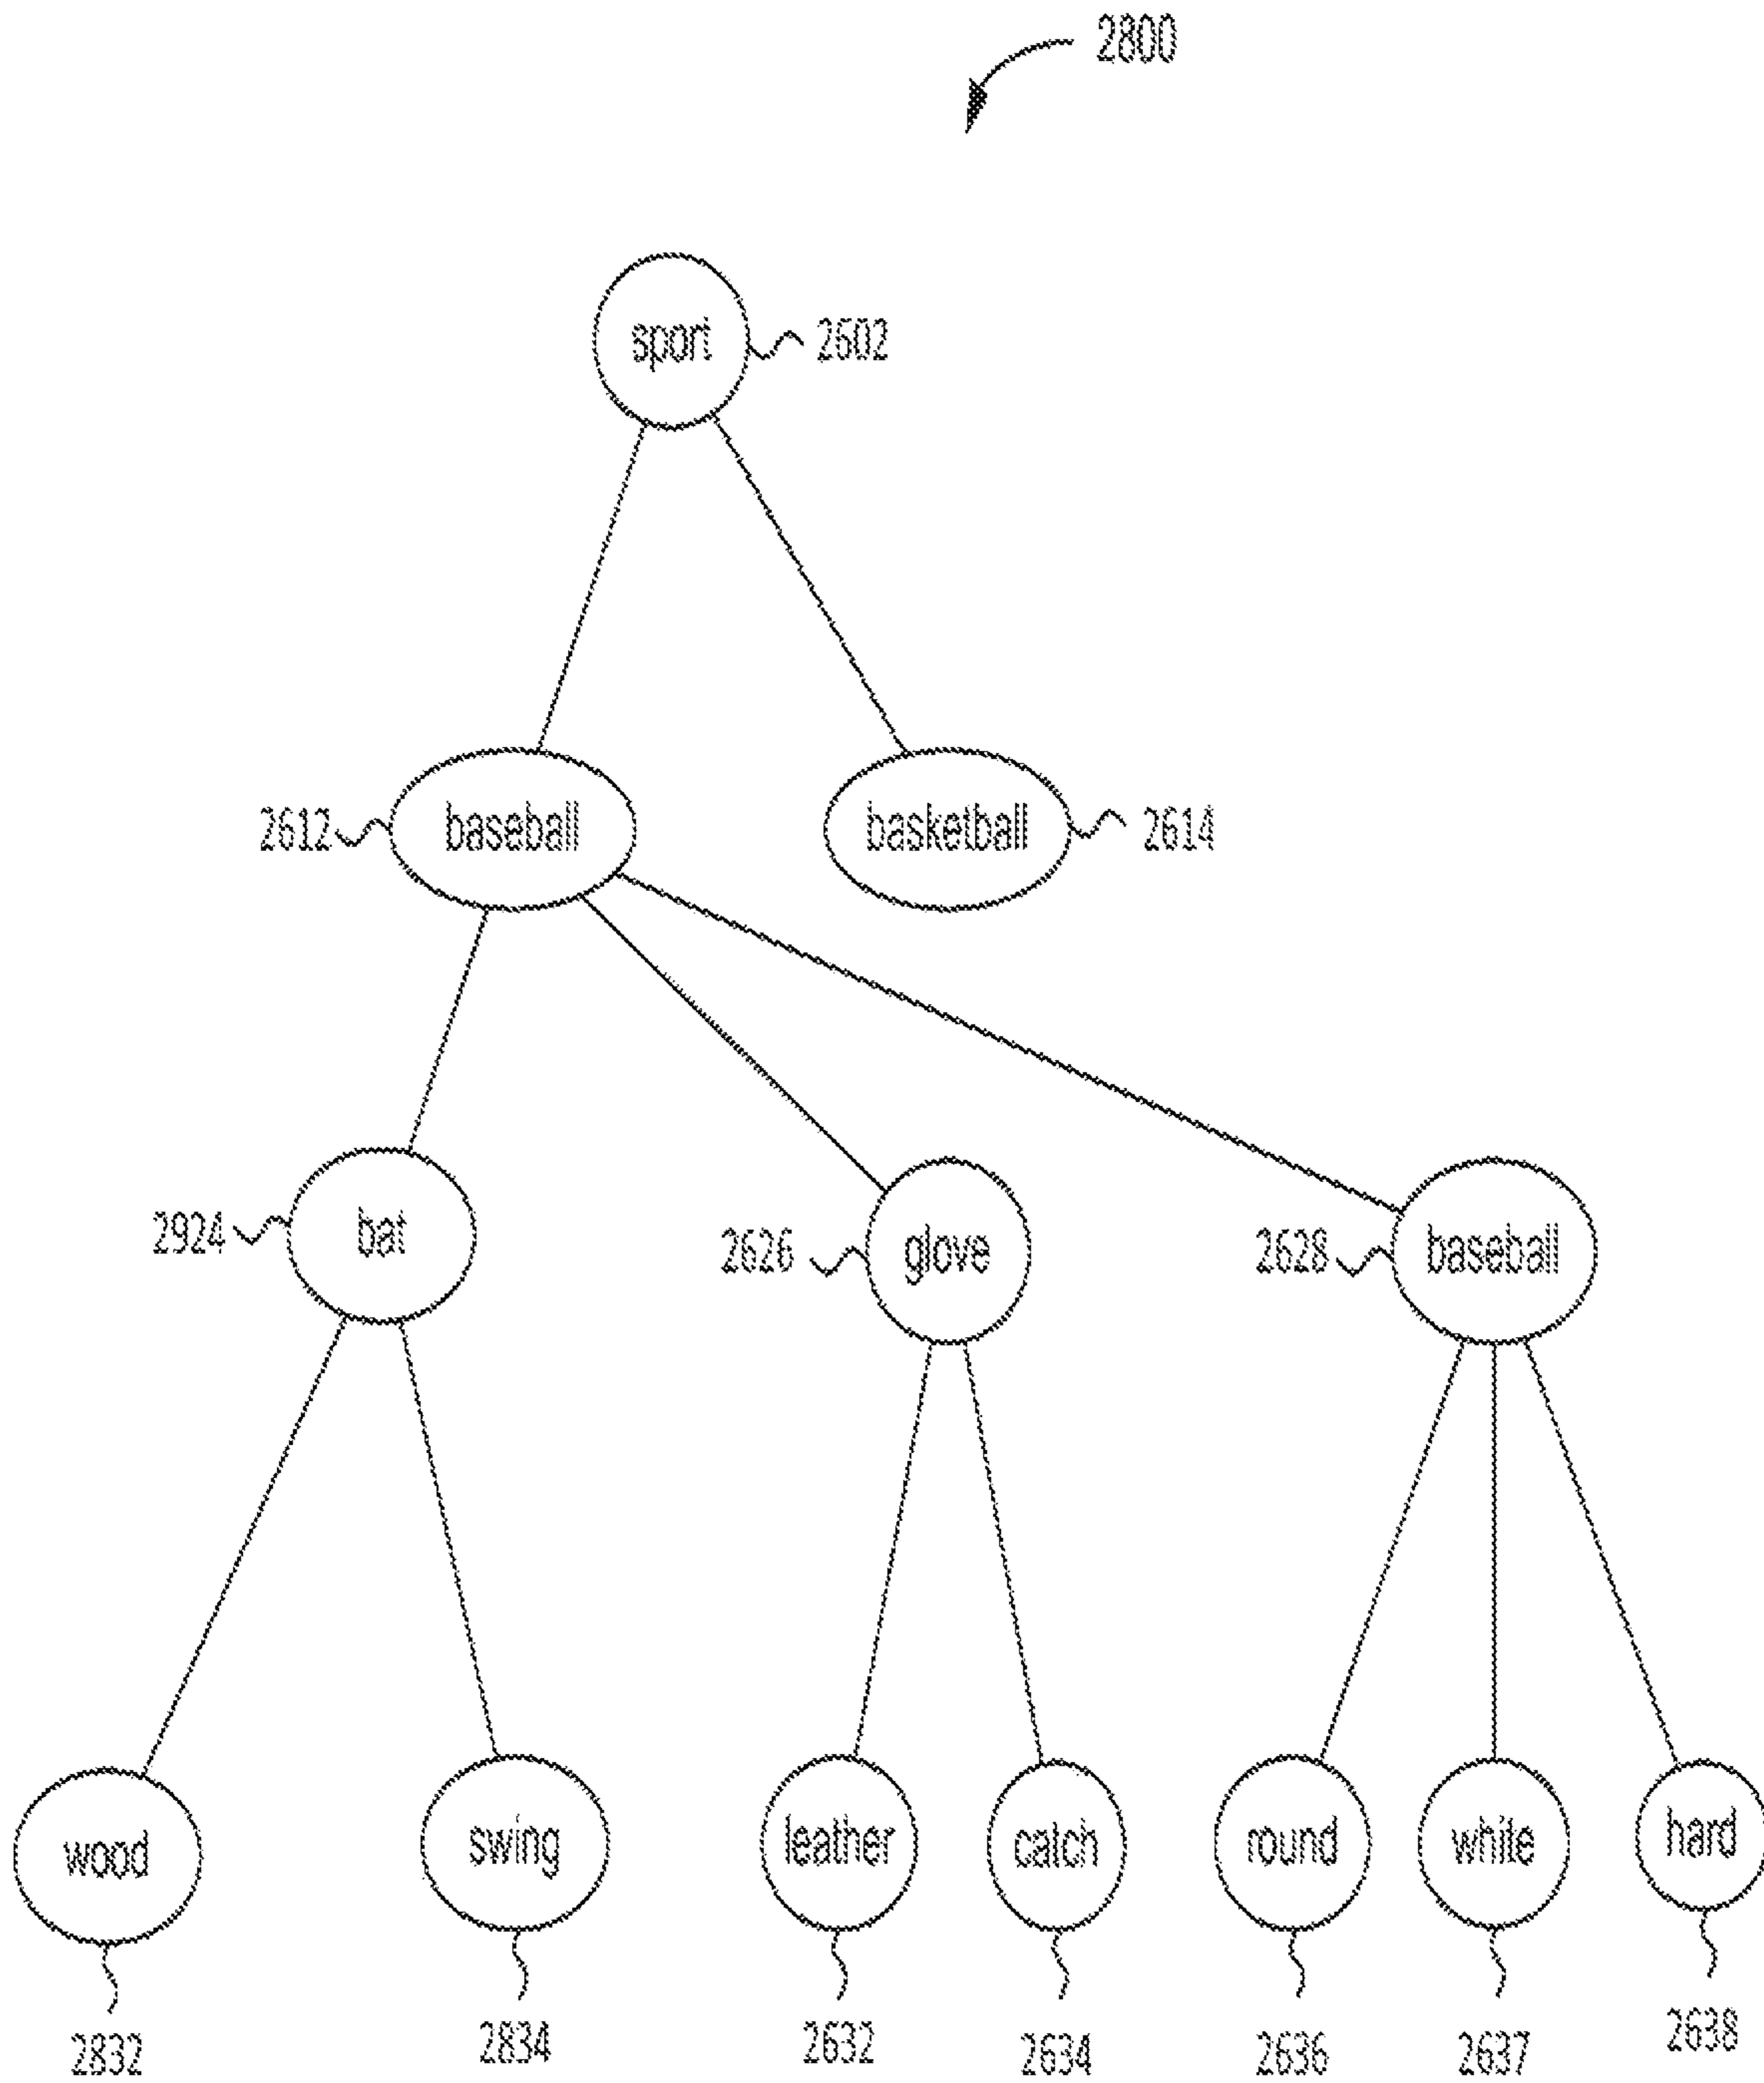 2800
sport 2602
2612 baseball basketball 2614
2924 bat 2626 glove 2628 baseball
wood swing leather catch round white hard
2832 2834 2632 2634 2636 2637 2638